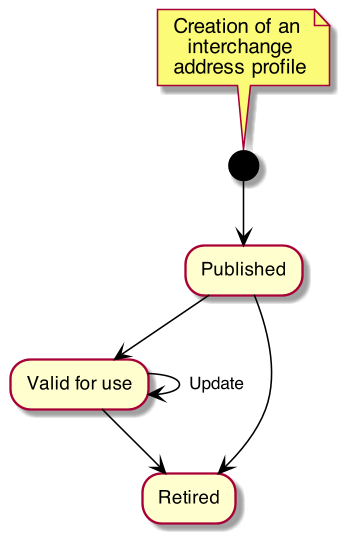 Creation of an
interchange
address profile
Published
Valid for use
Update
Retired